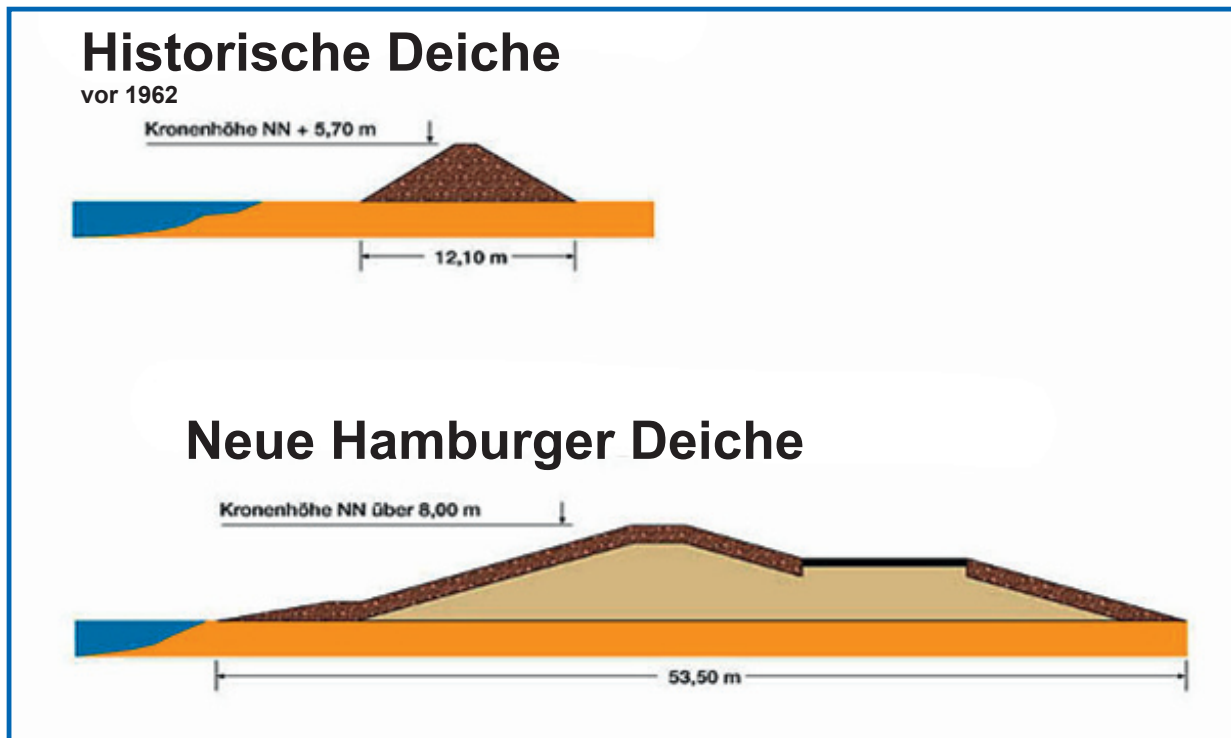 Historische Deiche
vor 1962
Kronenhöhe NN + 5,70 m
12,10 m
Neue Hamburger Deiche
Kronenhöhe NN über 8,00 m
53,50 m